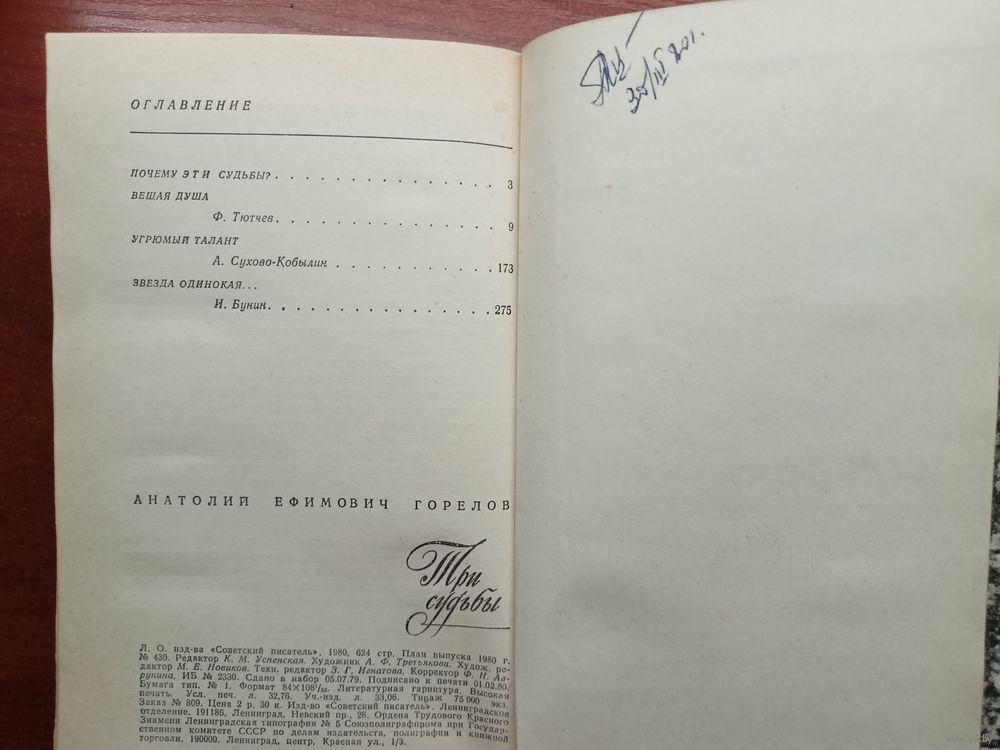 ОГЛАВЛЕНИЕ
ПОЧЕМУ ЭТИ СУДЬБЫ? . . . . . . . . . . . . . . . 3
ВЕЩАЯ ДУША
Ф. Тютчев. . . . . . . . . . . . . . . . 9
УГРЮМЫЙ ТАЛАНТ
А. Сухово-Кобылин . . . . . . . . . . . . 173
ЗВЕЗДА ОДИНОКАЯ...
И. Бунин. . . . . . . . . . . . . . . . 275
АНАТОЛИЙ ЕФИМОВИЧ ГОРЕЛОВ
Три
судьбы
Л. О. изд-ва «Советский писатель», 1980, 624 стр. План выпуска 1980 г.
№ 430. Редактор К. М. Успенская. Художник А. Ф. Третьякова. Худож. ре-
дактор М. Е. Новиков. Техн. редактор З. Г. Игнатова. Корректор Ф. Н. Ав-
рунина. ИБ № 2330. Сдано в набор 05.07.79. Подписано к печати 01.02.80.
Бумага тип. № 1. Формат 84×108¹/₃₂. Литературная гарнитура. Высокая
печать. Усл. печ. л. 32,76. Уч.-изд. л. 33,06. Тираж 75 000 экз.
Заказ № 809. Цена 2 р. 30 к. Изд-во «Советский писатель». Ленинградское
отделение. 191186, Ленинград, Невский пр., 28. Ордена Трудового Красного
Знамени Ленинградская типография № 5 Союзполиграфпрома при Государ-
ственном комитете СССР по делам издательств, полиграфии и книжной
торговли. 190000. Ленинград, центр, Красная ул., 1/3.